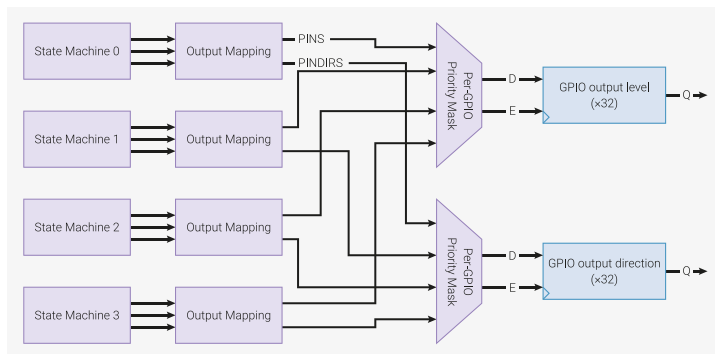 State Machine 0
Output Mapping
PINS
PINDIRS
Per-GPIO
Priority Mask
D
E
GPIO output level
(×32)
Q
State Machine 1
Output Mapping
State Machine 2
Output Mapping
Per-GPIO
Priority Mask
D
E
GPIO output direction
(×32)
Q
State Machine 3
Output Mapping